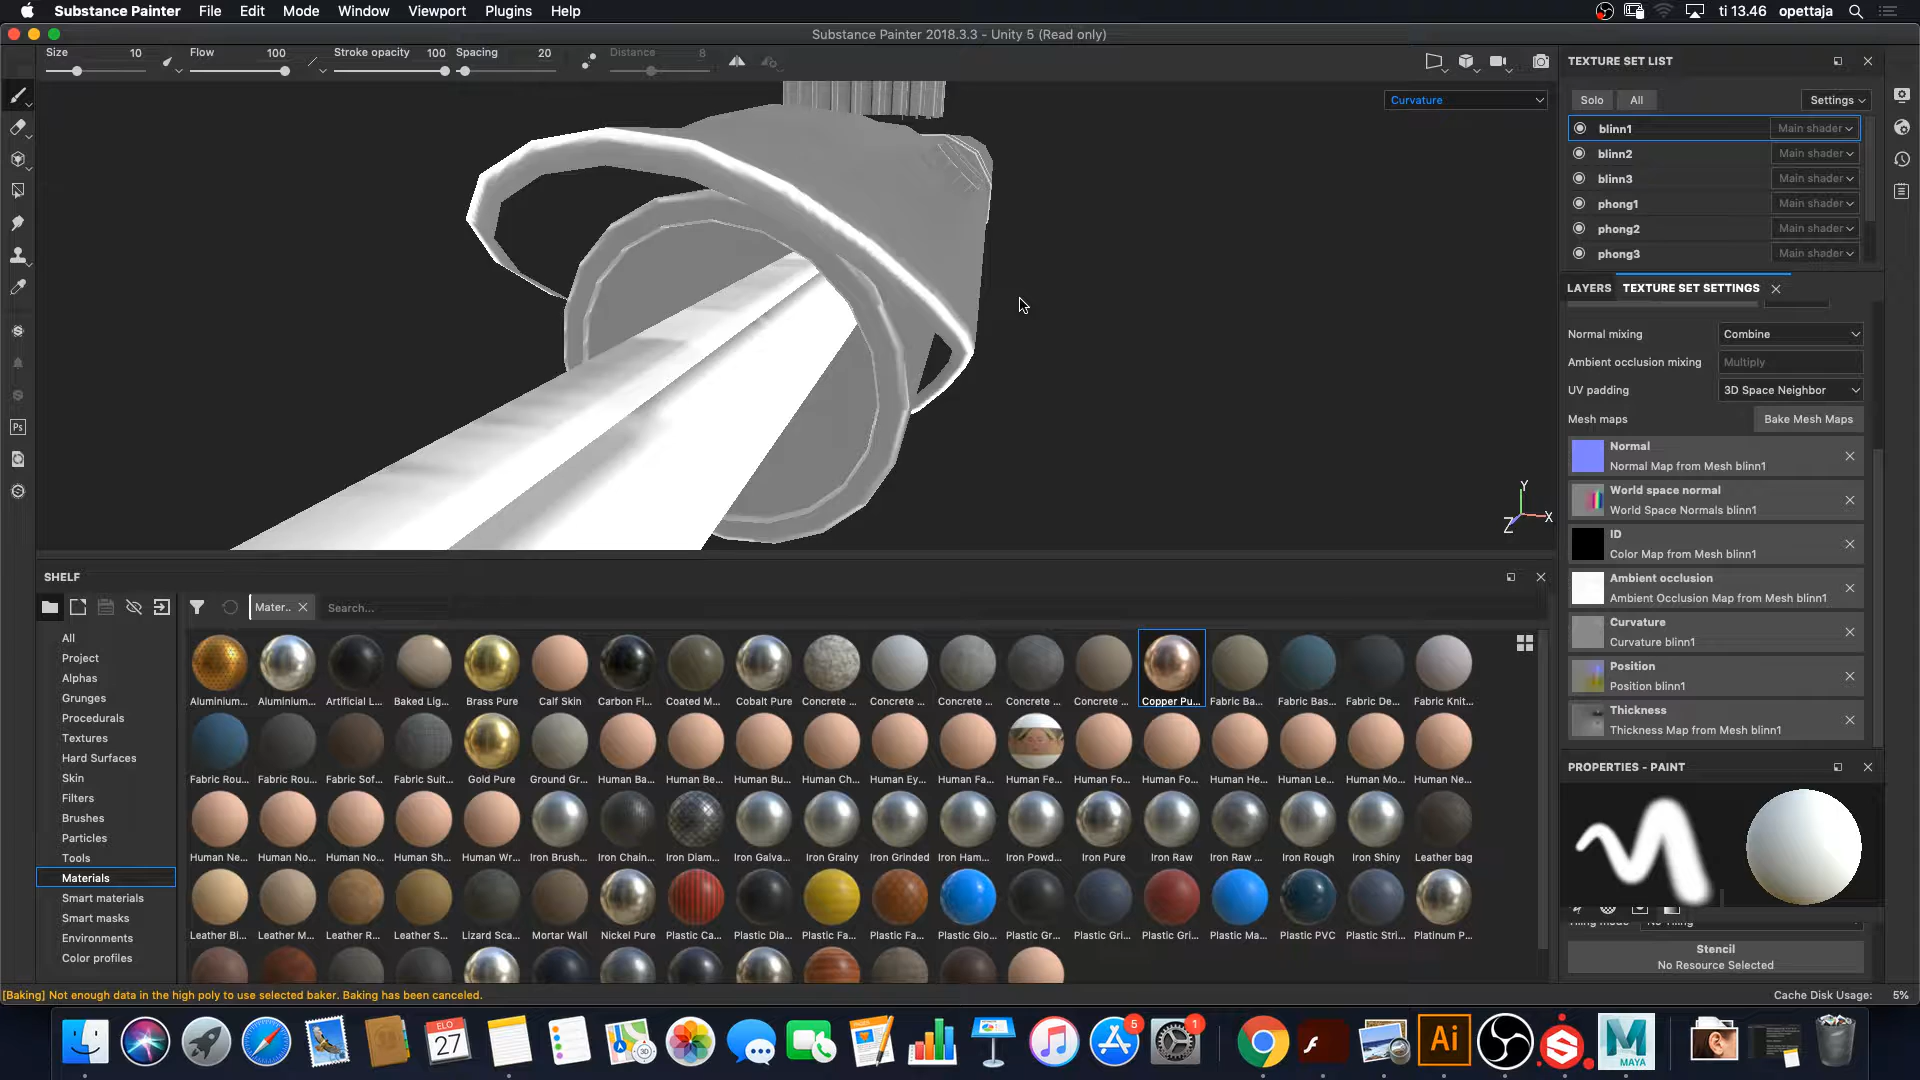 Substance Painter File Edit Mode Window Viewport Plugins Help ti 13.46 opettaja
Substance Painter 2018.3.3 - Unity 5 (Read only)
Size 10 Flow 100 Stroke opacity 100 Spacing 20 Distance 8
Curvature
Y
X
Z
TEXTURE SET LIST
Solo All Settings
blinn1 Main shader
blinn2 Main shader
blinn3 Main shader
phong1 Main shader
phong2 Main shader
phong3 Main shader
LAYERS TEXTURE SET SETTINGS
Normal mixing Combine
Ambient occlusion mixing Multiply
UV padding 3D Space Neighbor
Mesh maps Bake Mesh Maps
Normal
Normal Map from Mesh blinn1
World space normal
World Space Normals blinn1
ID
Color Map from Mesh blinn1
Ambient occlusion
Ambient Occlusion Map from Mesh blinn1
Curvature
Curvature blinn1
Position
Position blinn1
Thickness
Thickness Map from Mesh blinn1
PROPERTIES - PAINT
Stencil
No Resource Selected
Ps
SHELF
Mater.. Search...
All
Project
Alphas
Grunges
Procedurals
Textures
Hard Surfaces
Skin
Filters
Brushes
Particles
Tools
Materials
Smart materials
Smart masks
Environments
Color profiles
Aluminium... Aluminium... Artificial L... Baked Lig... Brass Pure Calf Skin Carbon Fi... Coated M... Cobalt Pure Concrete ... Concrete ... Concrete ... Concrete ... Concrete ... Copper Pu... Fabric Ba... Fabric Bas... Fabric De... Fabric Knit...
Fabric Rou... Fabric Rou... Fabric Sof... Fabric Suit... Gold Pure Ground Gr... Human Ba... Human Be... Human Bu... Human Ch... Human Ey... Human Fa... Human Fe... Human Fo... Human Fo... Human He... Human Le... Human Mo... Human Ne...
Human Ne... Human No... Human No... Human Sh... Human Wr... Iron Brush... Iron Chain... Iron Diam... Iron Galva... Iron Grainy Iron Grinded Iron Ham... Iron Powd... Iron Pure Iron Raw Iron Raw ... Iron Rough Iron Shiny Leather bag
Leather Bi... Leather M... Leather R... Leather S... Lizard Sca... Mortar Wall Nickel Pure Plastic Ca... Plastic Dia... Plastic Fa... Plastic Fa... Plastic Glo... Plastic Gr... Plastic Gri... Plastic Gri... Plastic Ma... Plastic PVC Plastic Stri... Platinum P...
[Baking] Not enough data in the high poly to use selected baker. Baking has been canceled. Cache Disk Usage: 5%
ELO
27
3D
5
1
Ai
MAYA